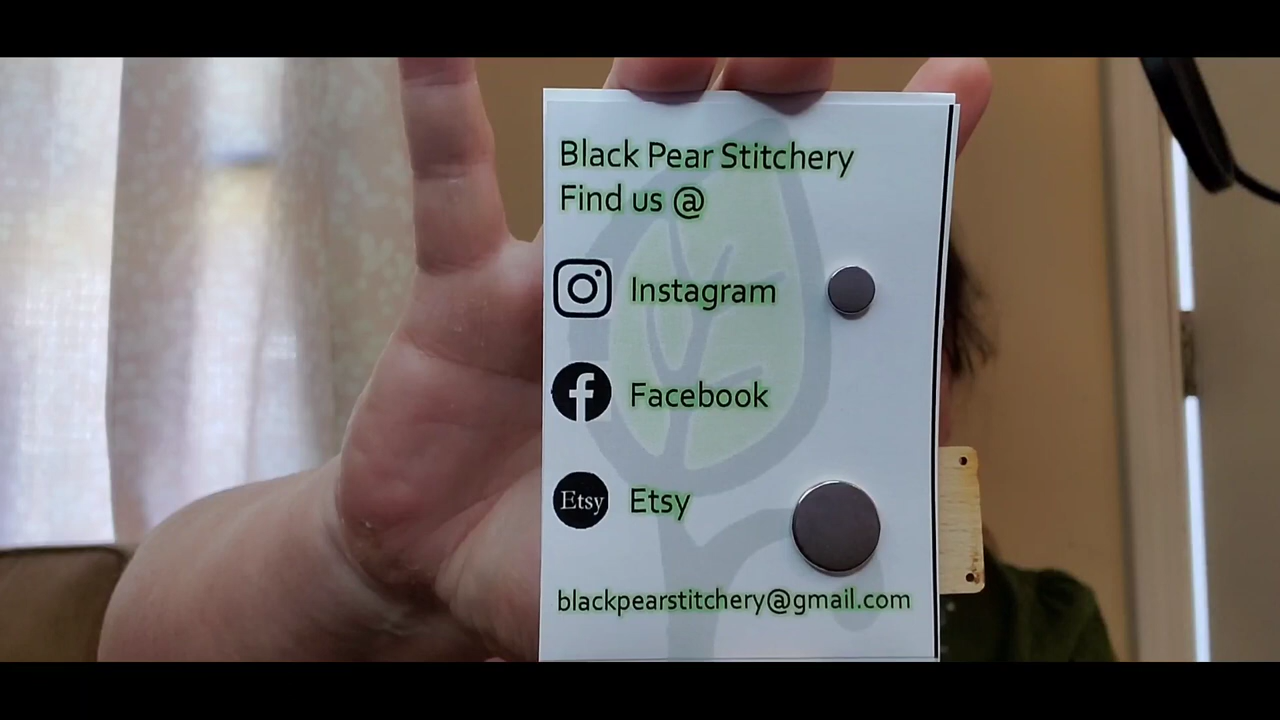 Black Pear Stitchery
Find us @
Instagram
Facebook
Etsy Etsy
blackpearstitchery@gmail.com